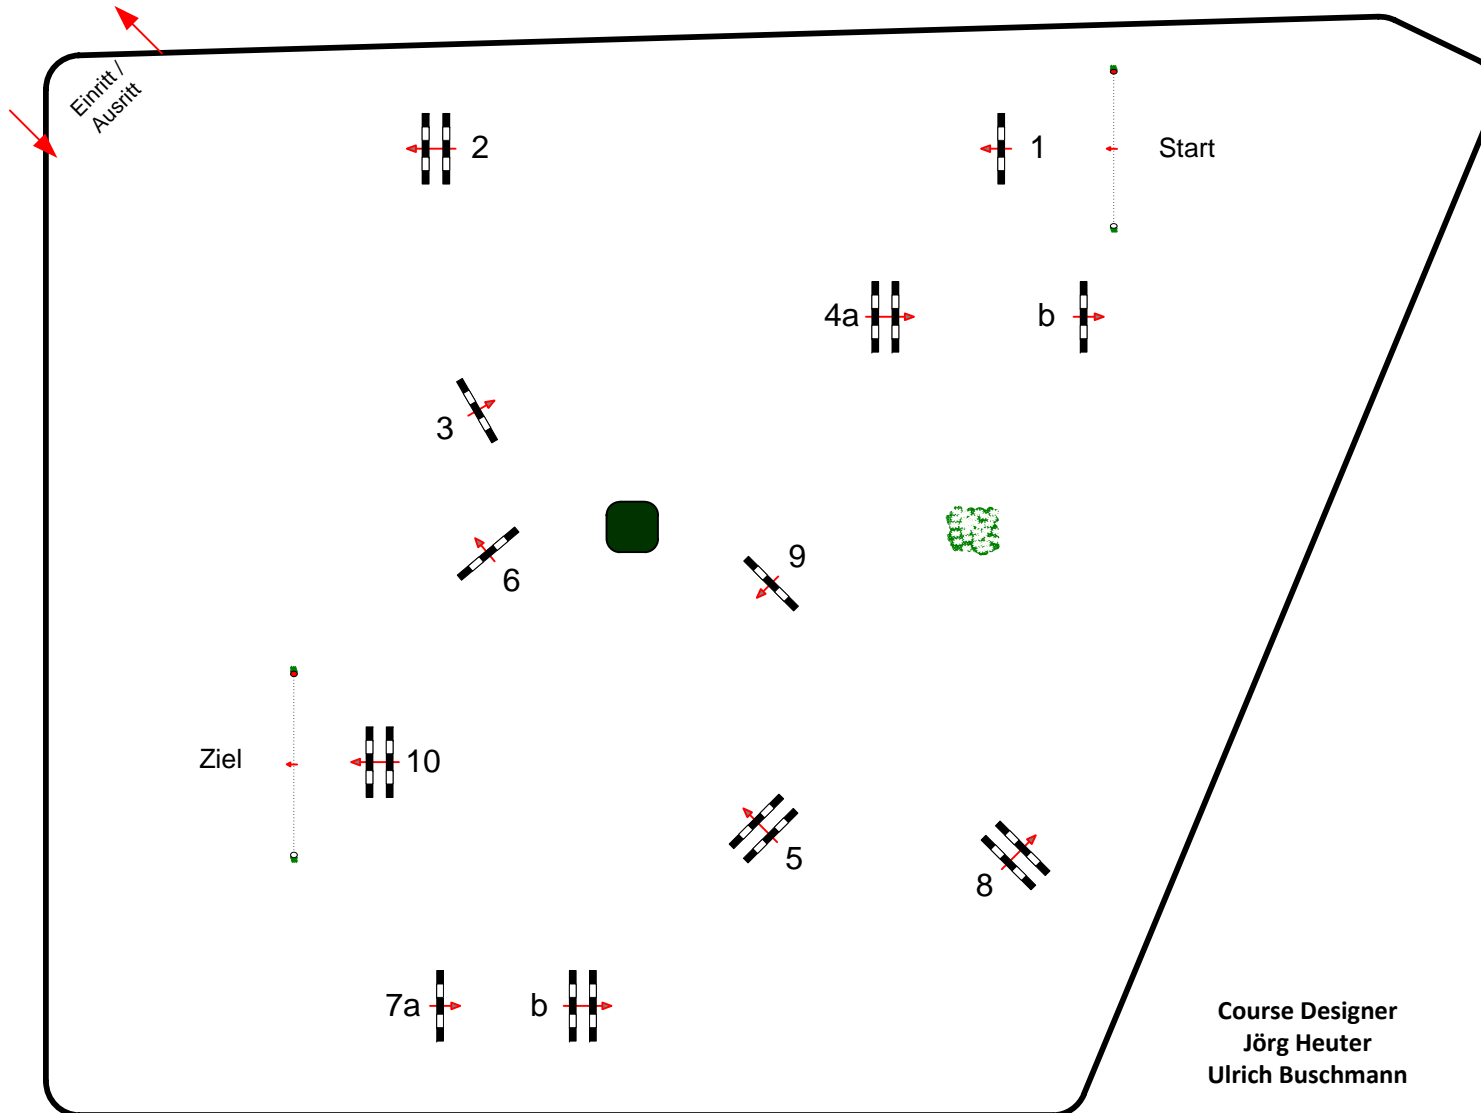 Einritt /
Ausritt
2
1
Start
4a
b
3
9
6
Ziel
10
5
8
7a
b
Course Designer
Jörg Heuter
Ulrich Buschmann